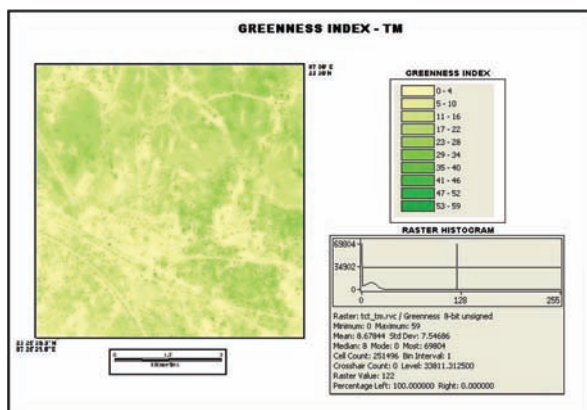 GREENNESS INDEX - TM
GREENNESS INDEX
0 - 4
5 - 10
11 - 16
17 - 22
23 - 28
29 - 34
35 - 40
41 - 46
47 - 52
53 - 59
RASTER HISTOGRAM
69804
34902
0
0
128
255
Raster: tct_tm.rvc / Greenness 8-bit unsigned
Minimum: 0 Maximum: 59
Mean: 8.67844 Std Dev: 7.54686
Median: 8 Mode: 0 Most: 69804
Cell Count: 251496 Bin Interval: 1
Crosshair Count: 0 Level: 33811.312500
Raster Value: 122
Percentage Left: 100.000000 Right: 0.000000
0
3
Kilometres